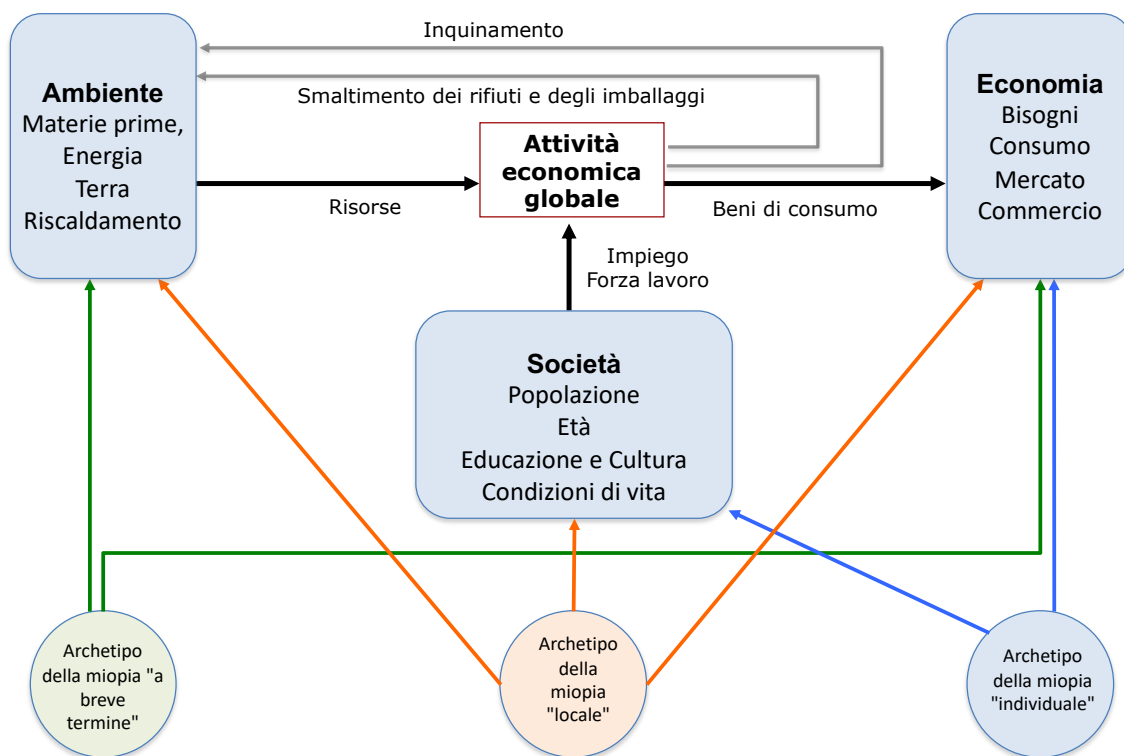 Inquinamento
Smaltimento dei rifiuti e degli imballaggi
Ambiente
Materie prime,
Energia
Terra
Riscaldamento
Risorse
Attività
economica
globale
Beni di consumo
Economia
Bisogni
Consumo
Mercato
Commercio
Impiego
Forza lavoro
Società
Popolazione
Età
Educazione e Cultura
Condizioni di vita
Archetipo
della miopia "a
breve
termine"
Archetipo
della
miopia
"locale"
Archetipo
della miopia
"individuale"